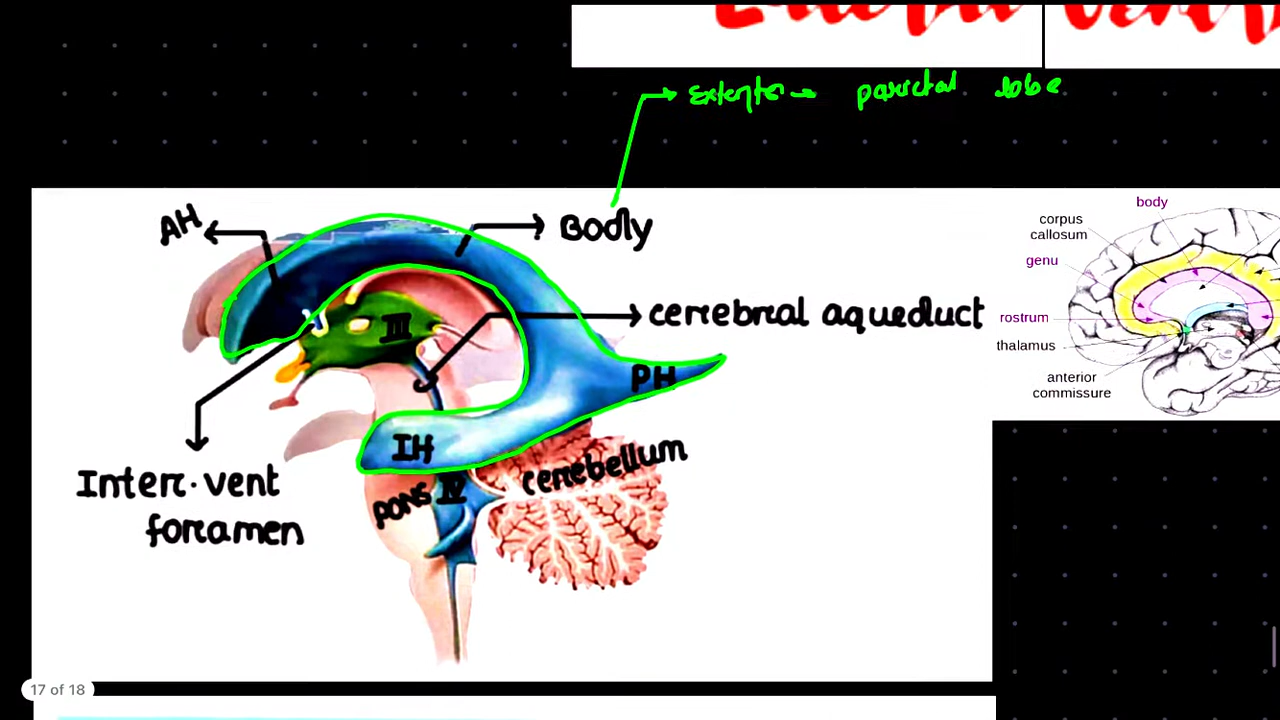 parietal lobe
body
corpus
callosum
genu
AH
Body
III
cerebral aqueduct
rostrum
thalamus
anterior
commissure
PH
IH
Inter.vent
foramen
PONS IV
cerebellum
17 of 18